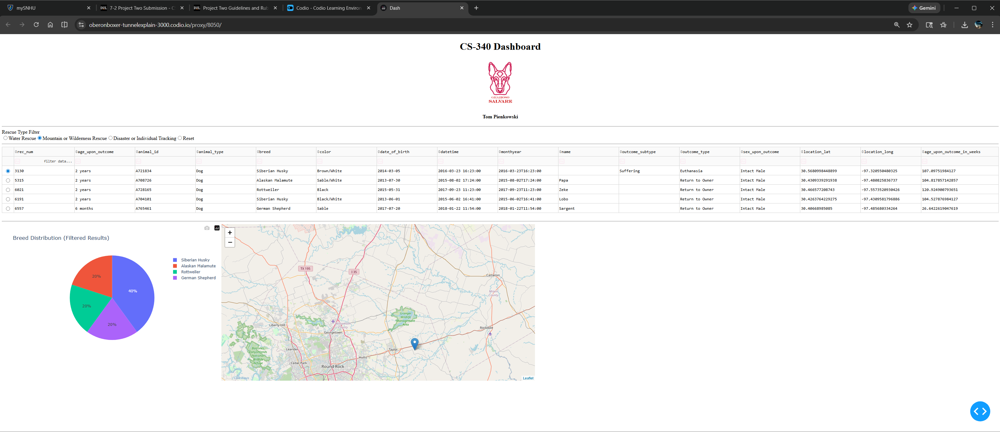 mySNHU
7-2 Project Two Submission - C
Project Two Guidelines and Rub
Codio - Codio Learning Environ
Dash
Gemini
oberonboxer-tunnelexplain-3000.codio.io/proxy/8050/
CS-340 Dashboard
GRAZIOSO
SALVARE
Tom Pienkowski
Rescue Type Filter
Water Rescue Mountain or Wilderness Rescue Disaster or Individual Tracking Reset
rec_num age_upon_outcome animal_id animal_type breed color date_of_birth datetime monthyear name outcome_subtype outcome_type sex_upon_outcome location_lat location_long age_upon_outcome_in_weeks
filter data...
3130 2 years A721834 Dog Siberian Husky Brown/White 2014-03-05 2016-03-23 16:23:00 2016-03-23T16:23:00 Suffering Euthanasia Intact Male 30.5680998448899 -97.320550480325 107.09751984127
5315 2 years A708726 Dog Alaskan Malamute Sable/White 2013-07-30 2015-08-02 17:24:00 2015-08-02T17:24:00 Papa Return to Owner Intact Male 30.4309339291938 -97.480825836737 104.817857142857
6021 2 years A728165 Dog Rottweiler Black 2015-05-31 2017-09-23 11:23:00 2017-09-23T11:23:00 Zeke Return to Owner Intact Male 30.466577208743 -97.5573520930426 120.924900793651
6191 2 years A704101 Dog Siberian Husky Black/White 2013-06-01 2015-06-02 16:41:00 2015-06-02T16:41:00 Lobo Return to Owner Intact Male 30.4263764229275 -97.4309581796886 104.527876984127
6557 6 months A765461 Dog German Shepherd Sable 2017-07-20 2018-01-22 11:54:00 2018-01-22T11:54:00 Sargent Return to Owner Intact Male 30.40668985085 -97.485680334264 26.6422619047619
Breed Distribution (Filtered Results)
Siberian Husky
Alaskan Malamute
Rottweiler
German Shepherd
20%
40%
20%
20%
+
−
TX 195
I 35
Cameron
Milam
County
Granger
Wildlife
Management
Area
Liberty Hill
Williamson
County
Georgetown
Rockdale
Balcones
Canyonlands
National
Wildlife
Refuge
Leander
Taylor
Hutto
Cedar Park
Round Rock
Lake Travis
Leaflet